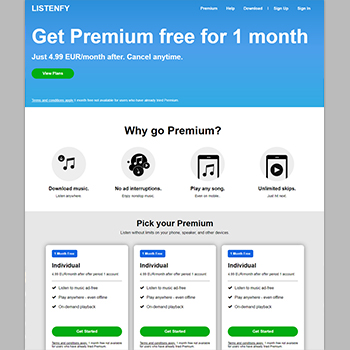 LISTENFY
Premium Help Download | Sign Up Sign In
Get Premium free for 1 month
Just 4.99 EUR/month after. Cancel anytime.
View Plans
Terms and conditions apply. 1 month free not available for users who have already tried Premium.
Why go Premium?
Download music. No ad interruptions. Play any song. Unlimited skips.
Listen anywhere. Enjoy nonstop music. Even on mobile. Just hit next.
Pick your Premium
Listen without limits on your phone, speaker, and other devices.
1 Month Free 1 Month Free 1 Month Free
Individual Individual Individual
4.99 EUR/month after offer period 1 account 4.99 EUR/month after offer period 1 account 4.99 EUR/month after offer period 1 account
Listen to music ad-free Listen to music ad-free Listen to music ad-free
Play anywhere - even offline Play anywhere - even offline Play anywhere - even offline
On-demand playback On-demand playback On-demand playback
Get Started Get Started Get Started
Terms and conditions apply. 1 month free not available Terms and conditions apply. 1 month free not available Terms and conditions apply. 1 month free not available
for users who have already tried Premium. for users who have already tried Premium. for users who have already tried Premium.